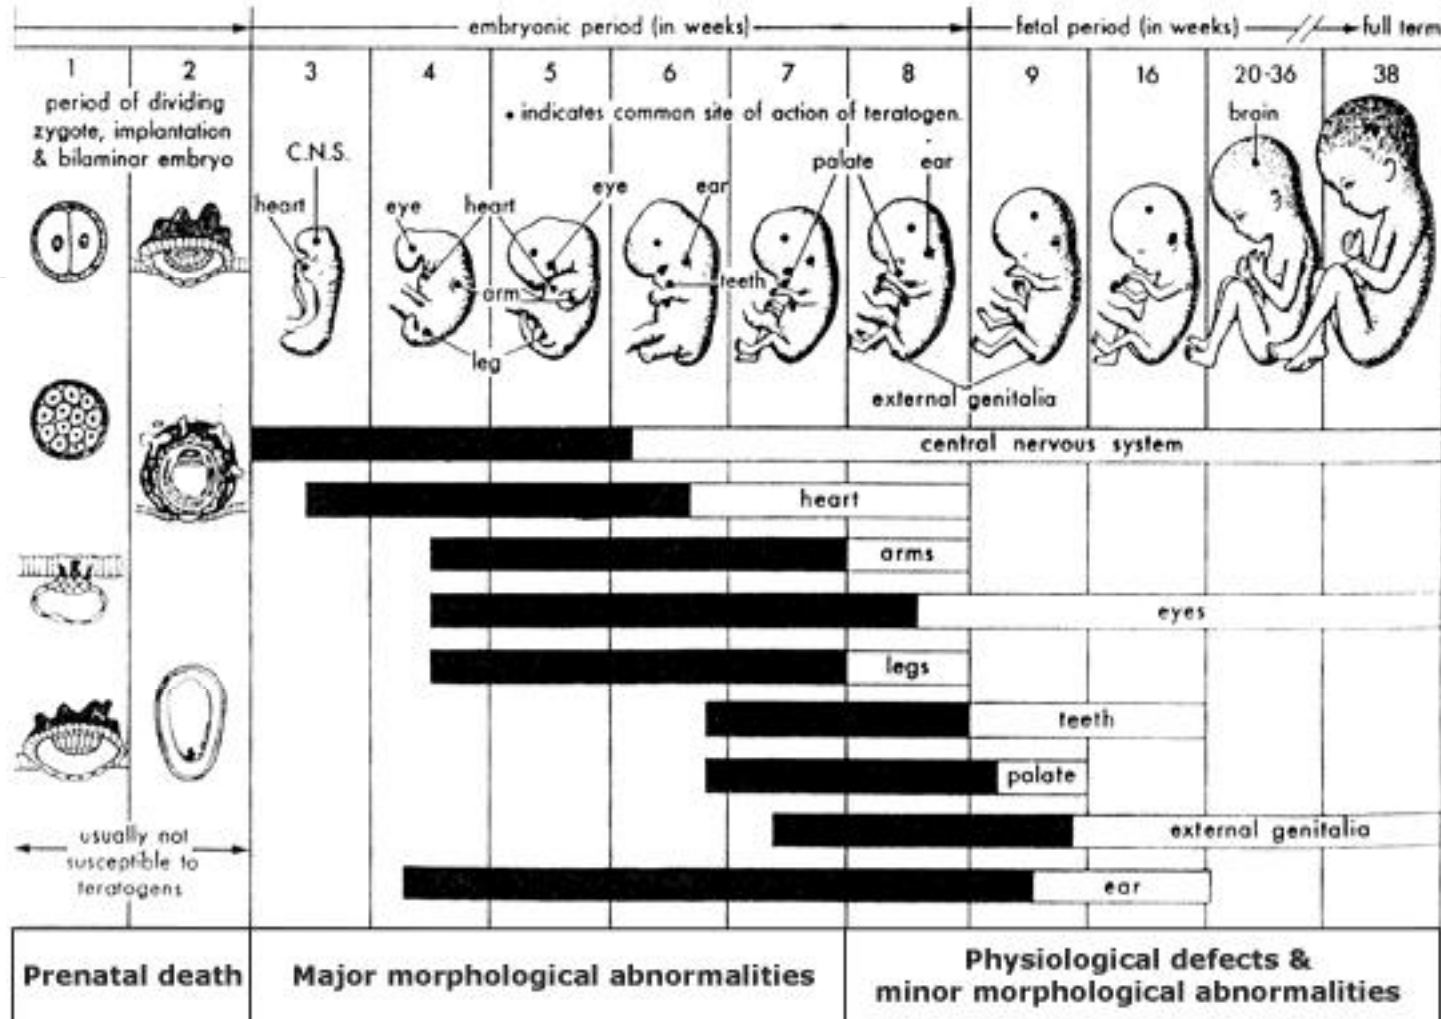 embryonic period (in weeks)
fetal period (in weeks)
full term
1
2
3
4
5
6
7
8
9
16
20-36
38
period of dividing
zygote, implantation
& bilaminar embryo
• indicates common site of action of teratogen.
C.N.S.
heart
eye
heart
eye
ear
palate
ear
brain
arm
teeth
leg
external genitalia
central nervous system
heart
arms
eyes
legs
teeth
palate
external genitalia
ear
usually not
susceptible to
teratogens
Prenatal death
Major morphological abnormalities
Physiological defects &
minor morphological abnormalities